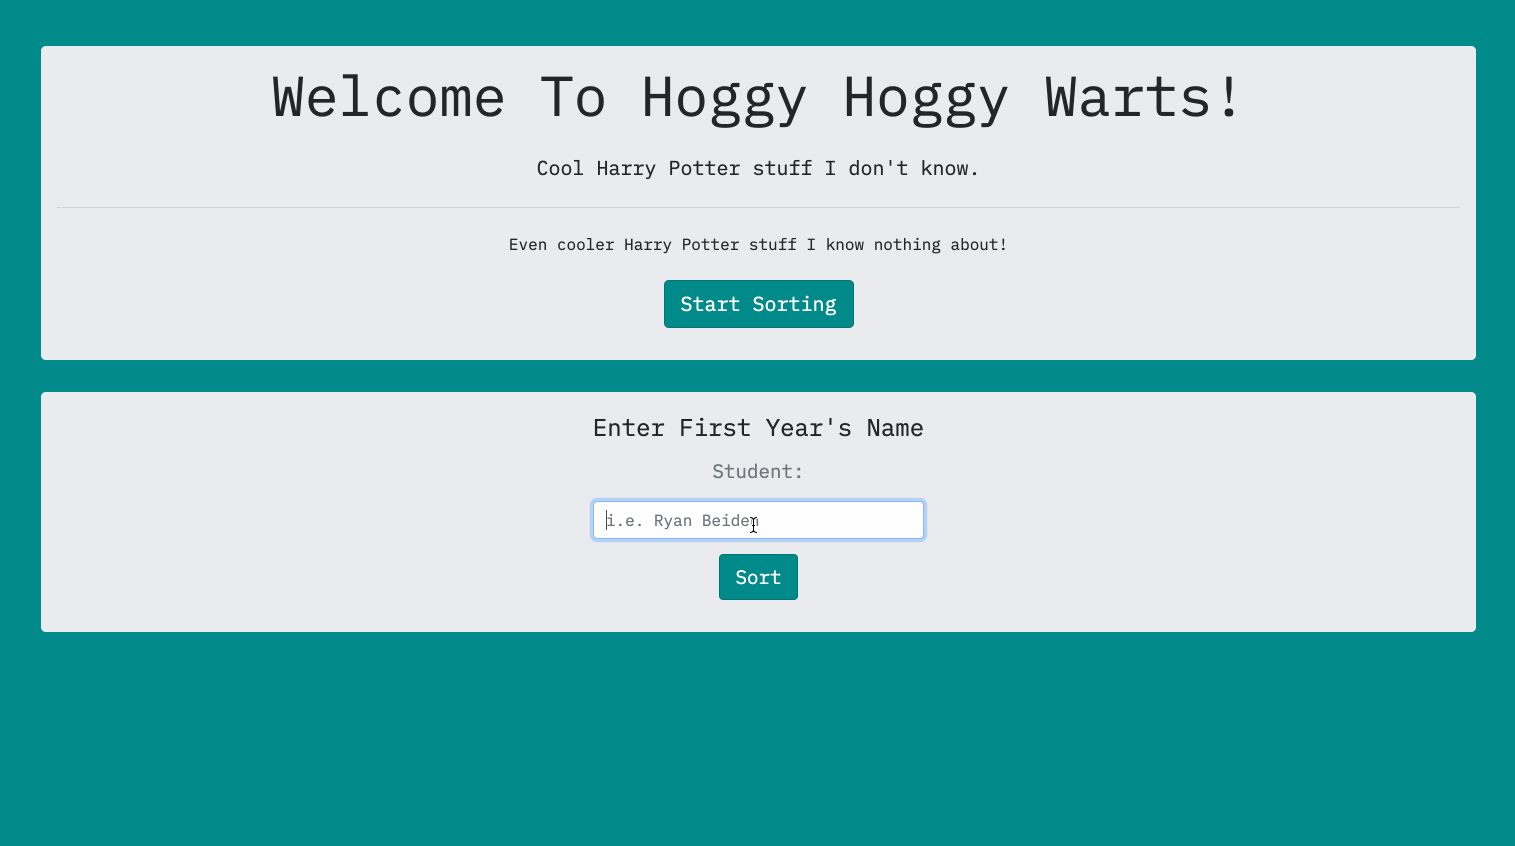 Welcome To Hoggy Hoggy Warts!
Cool Harry Potter stuff I don't know.
Even cooler Harry Potter stuff I know nothing about!
Start Sorting
Enter First Year's Name
Student:
i.e. Ryan Beiden
Sort